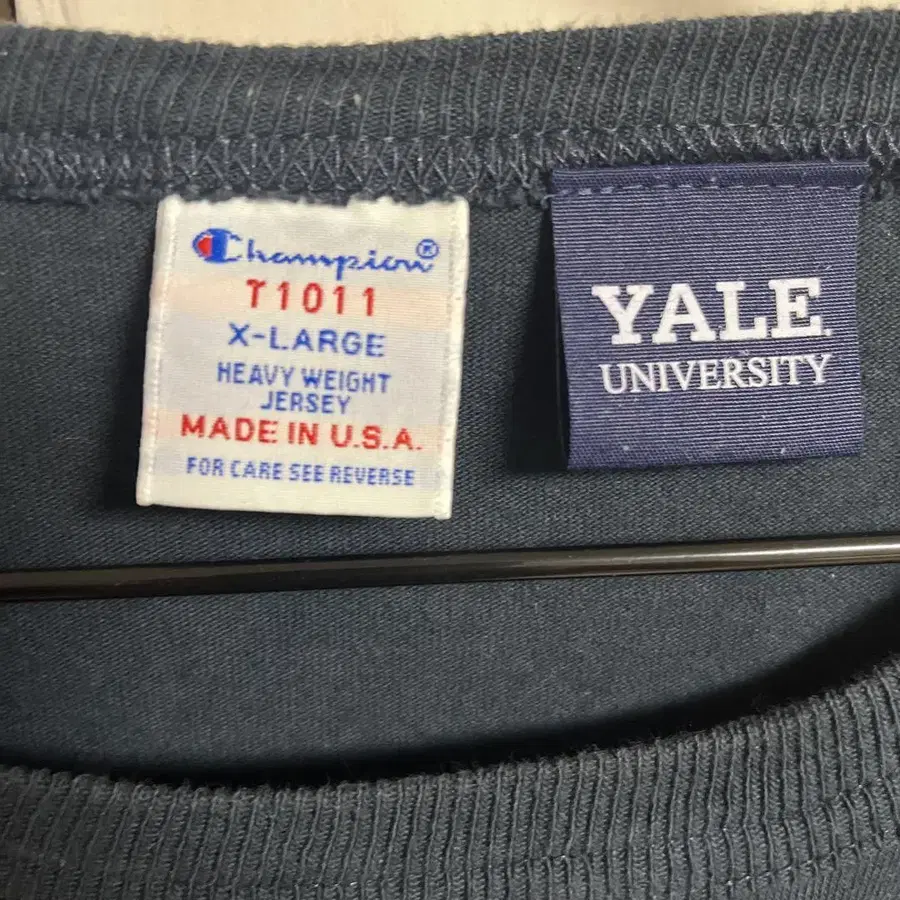 Champion®
T1011
X-LARGE
HEAVY WEIGHT
JERSEY
MADE IN U.S.A.
FOR CARE SEE REVERSE
YALE
UNIVERSITY